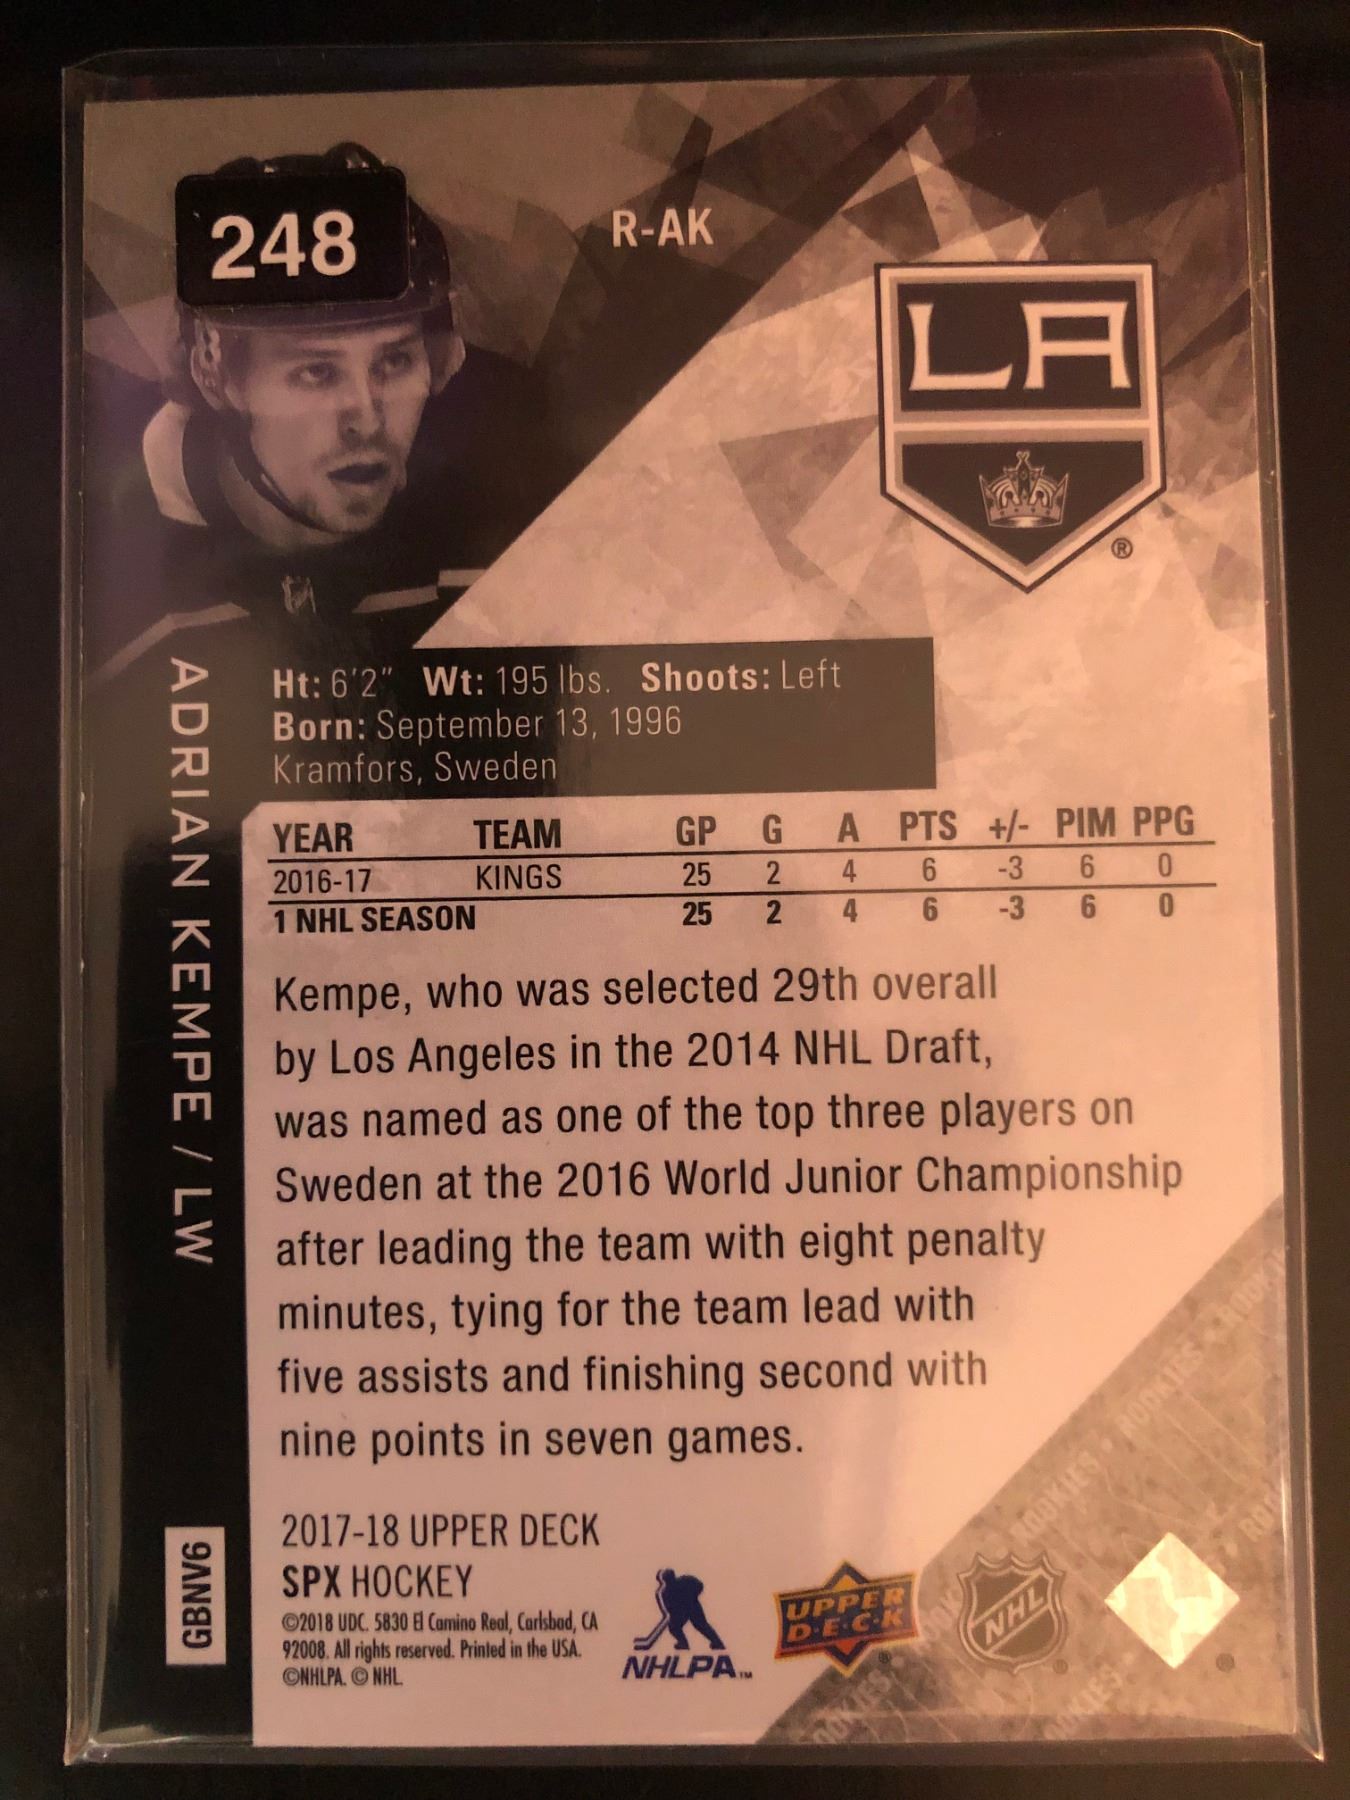 248
R-AK
LA
®
Ht: 6'2" Wt: 195 lbs. Shoots: Left
Born: September 13, 1996
Kramfors, Sweden
ADRIAN KEMPE / LW
YEAR TEAM GP G A PTS +/- PIM PPG
2016-17 KINGS 25 2 4 6 -3 6 0
1 NHL SEASON 25 2 4 6 -3 6 0
Kempe, who was selected 29th overall
by Los Angeles in the 2014 NHL Draft,
was named as one of the top three players on
Sweden at the 2016 World Junior Championship
after leading the team with eight penalty
minutes, tying for the team lead with
five assists and finishing second with
nine points in seven games.
GBNV6
2017-18 UPPER DECK
SPX HOCKEY
©2018 UDC. 5830 El Camino Real, Carlsbad, CA
92008. All rights reserved. Printed in the USA.
©NHLPA. © NHL.
NHLPA™
UPPER
D•E•C•K
®
NHL
®
ROOKIES • ROOKIES • ROOKIES